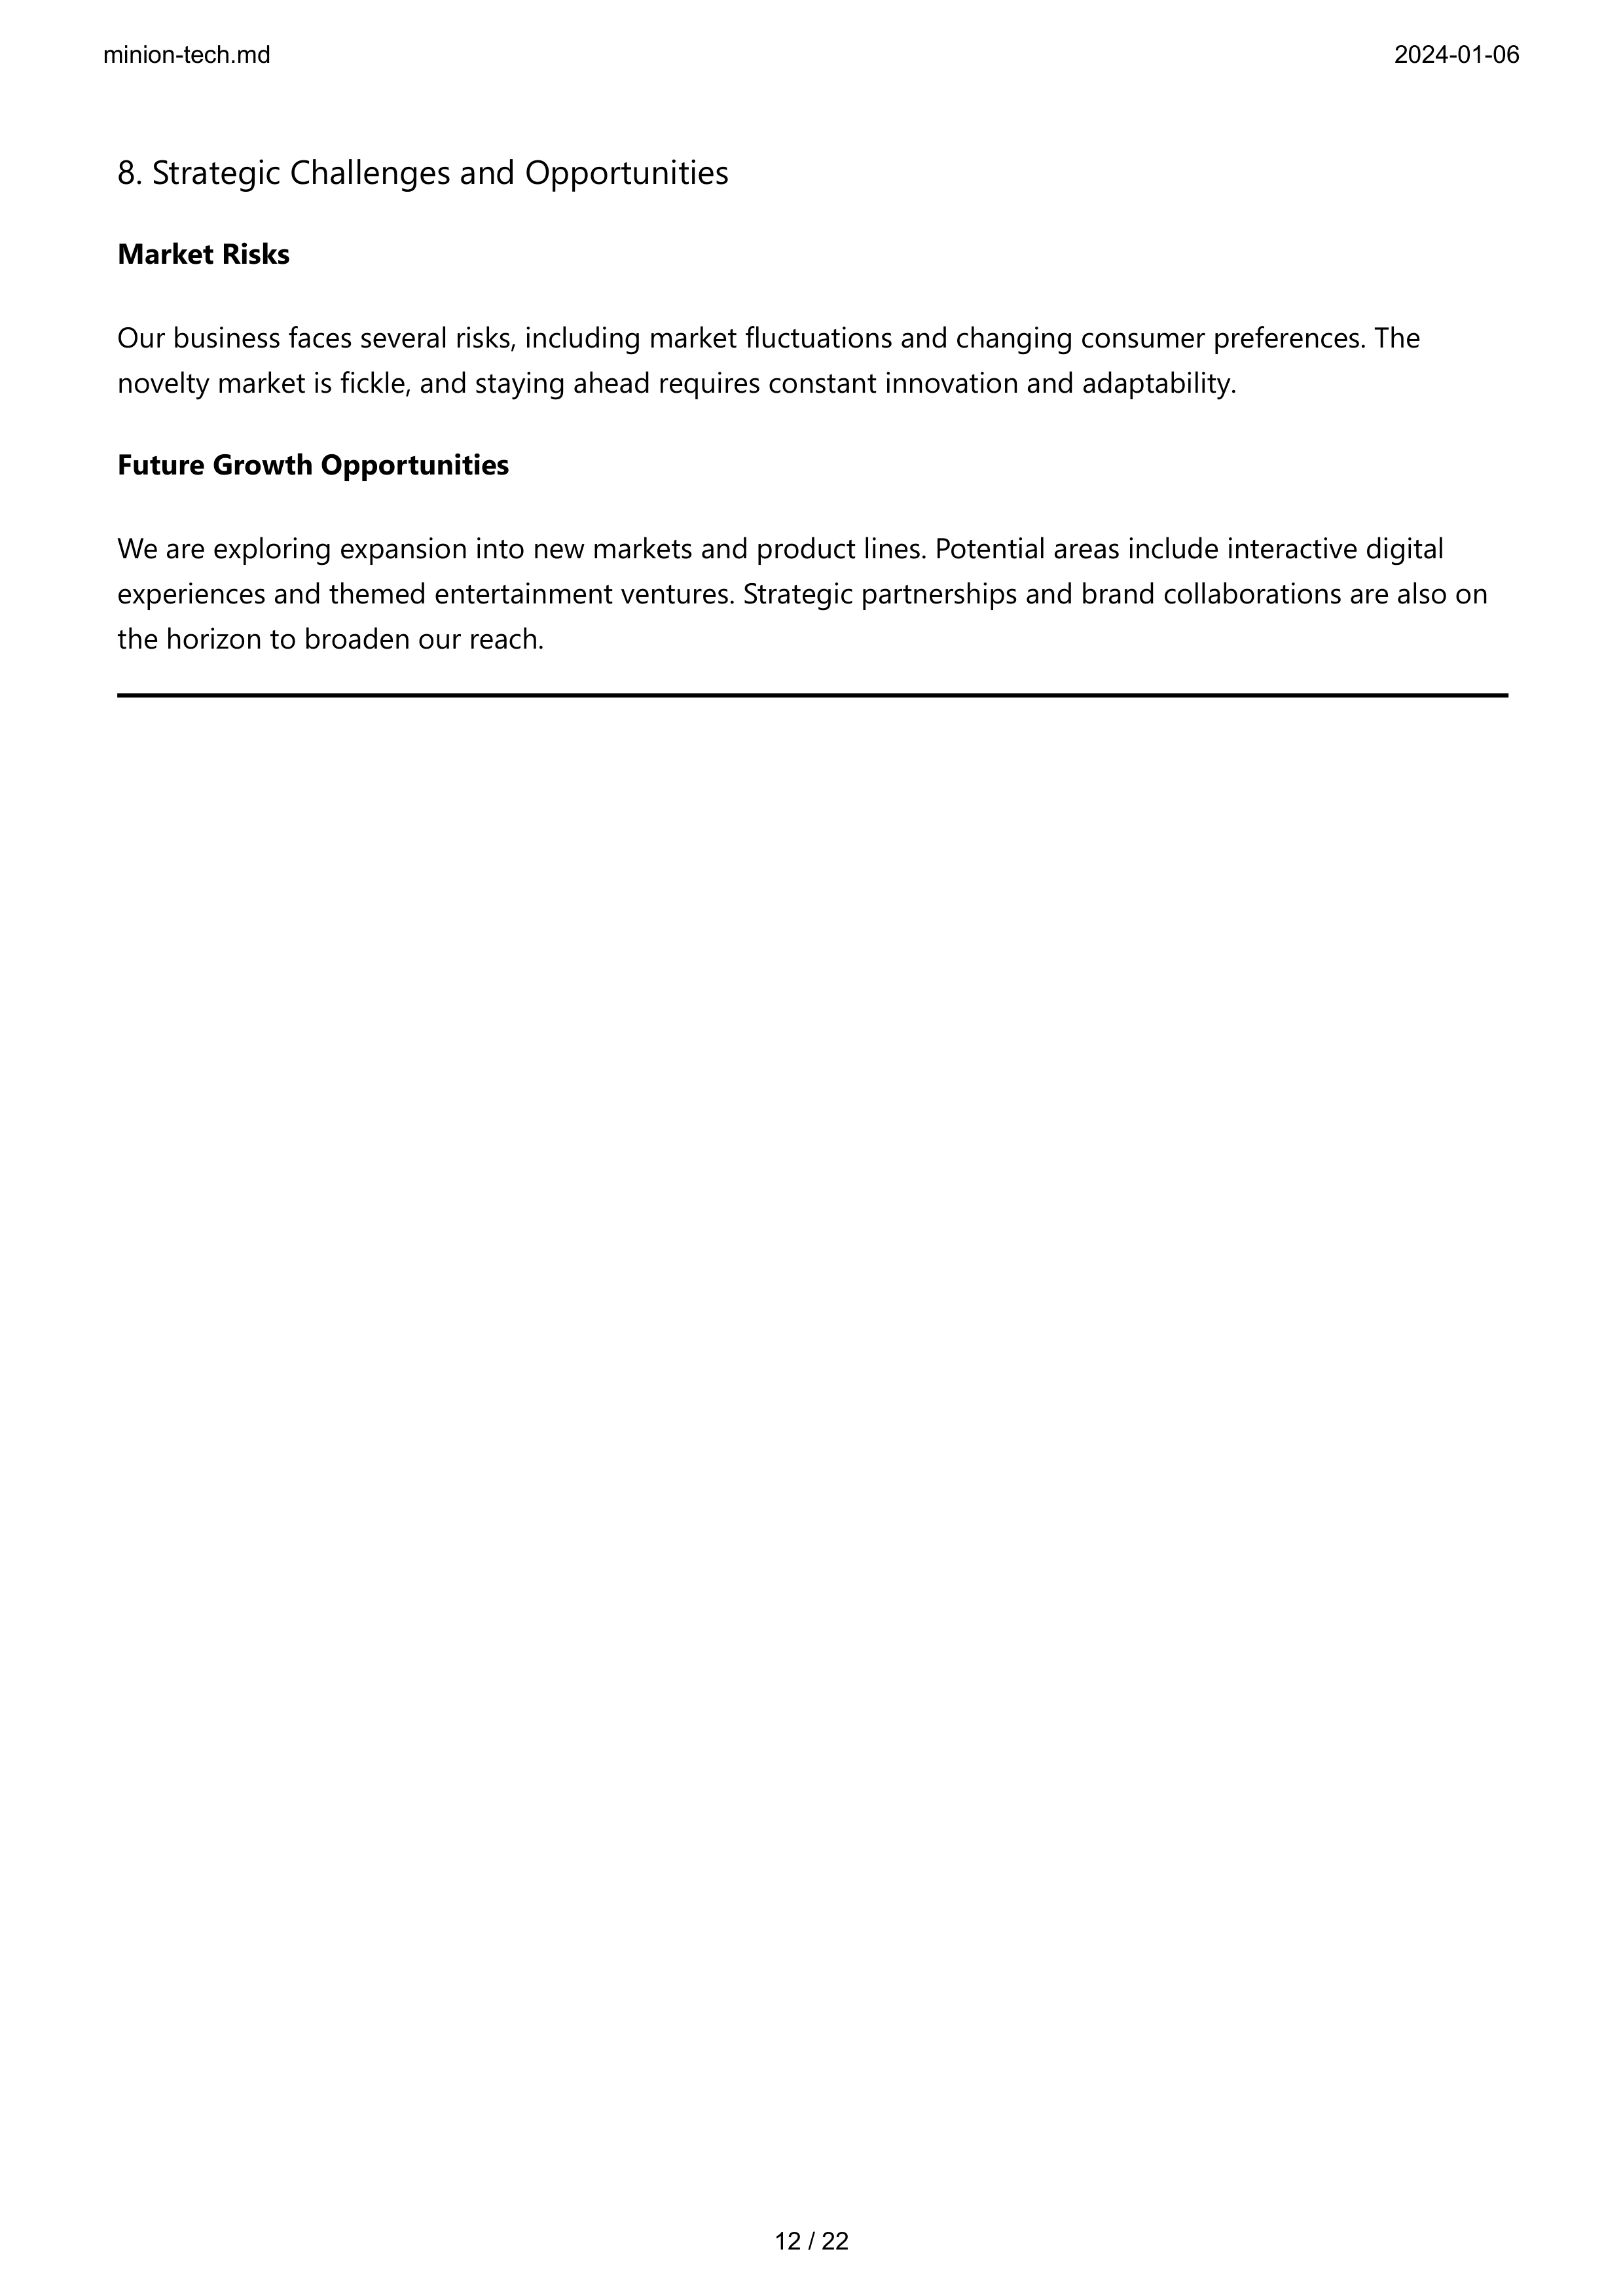 minion-tech.md
2024-01-06
8. Strategic Challenges and Opportunities
Market Risks
Our business faces several risks, including market fluctuations and changing consumer preferences. The
novelty market is fickle, and staying ahead requires constant innovation and adaptability.
Future Growth Opportunities
We are exploring expansion into new markets and product lines. Potential areas include interactive digital
experiences and themed entertainment ventures. Strategic partnerships and brand collaborations are also on
the horizon to broaden our reach.
12 / 22